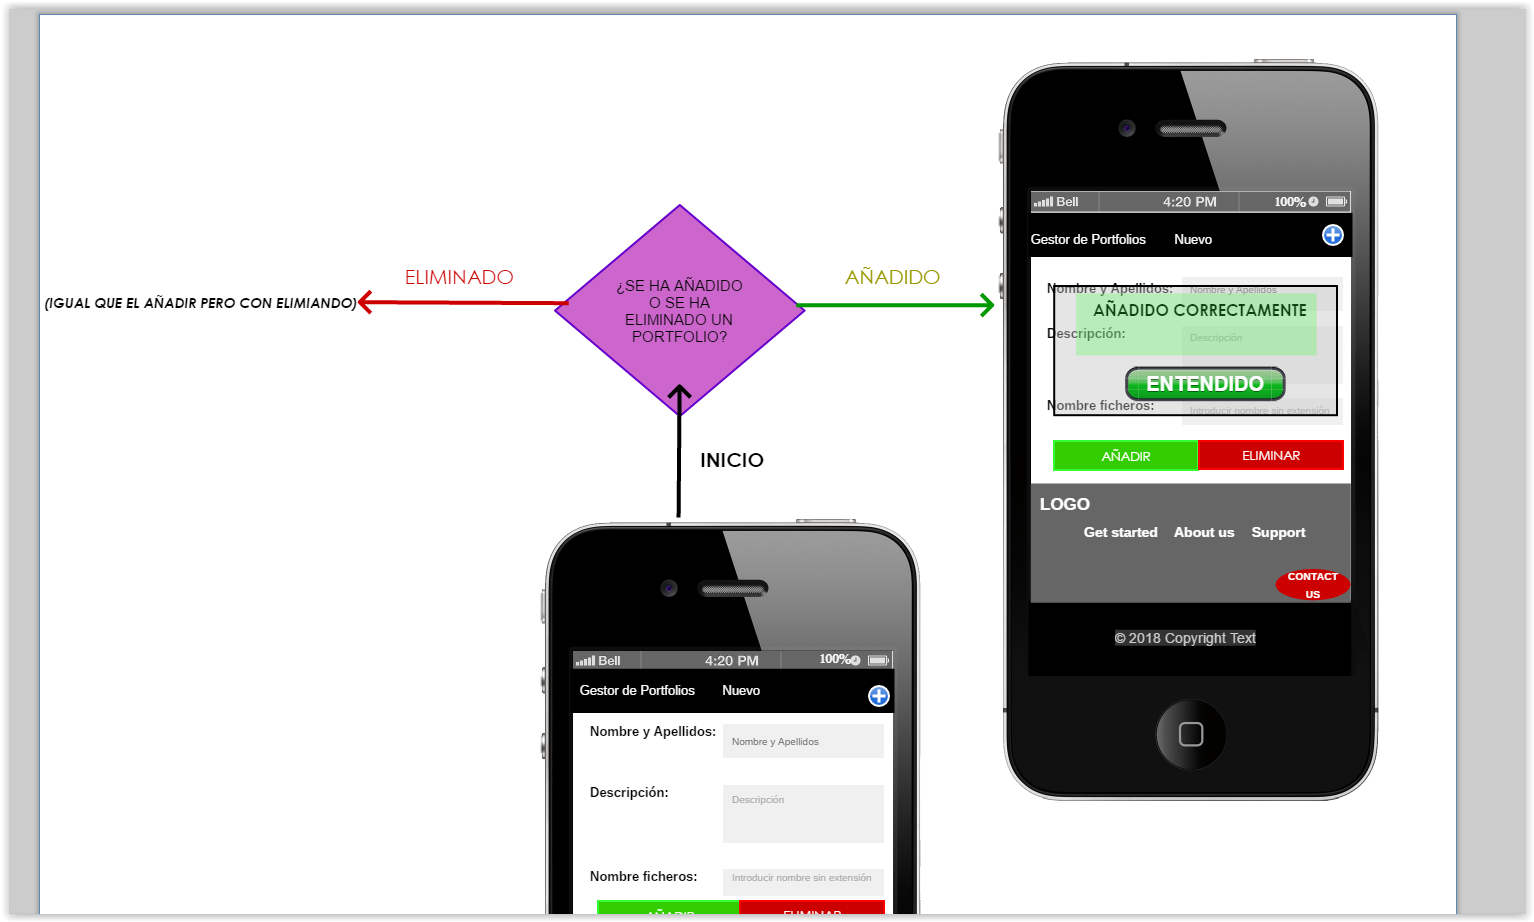 ELIMINADO
AÑADIDO
(IGUAL QUE EL AÑADIR PERO CON ELIMIANDO)
¿SE HA AÑADIDO
O SE HA
ELIMINADO UN
PORTFOLIO?
INICIO
Bell 4:20 PM 100%
Gestor de Portfolios Nuevo
Nombre y Apellidos: Nombre y Apellidos
AÑADIDO CORRECTAMENTE
Descripción: Descripción
ENTENDIDO
Nombre ficheros: Introducir nombre sin extensión
AÑADIR ELIMINAR
LOGO
Get started About us Support
CONTACT
US
© 2018 Copyright Text
Bell 4:20 PM 100%
Gestor de Portfolios Nuevo
Nombre y Apellidos: Nombre y Apellidos
Descripción: Descripción
Nombre ficheros: Introducir nombre sin extensión
AÑADIR ELIMINAR